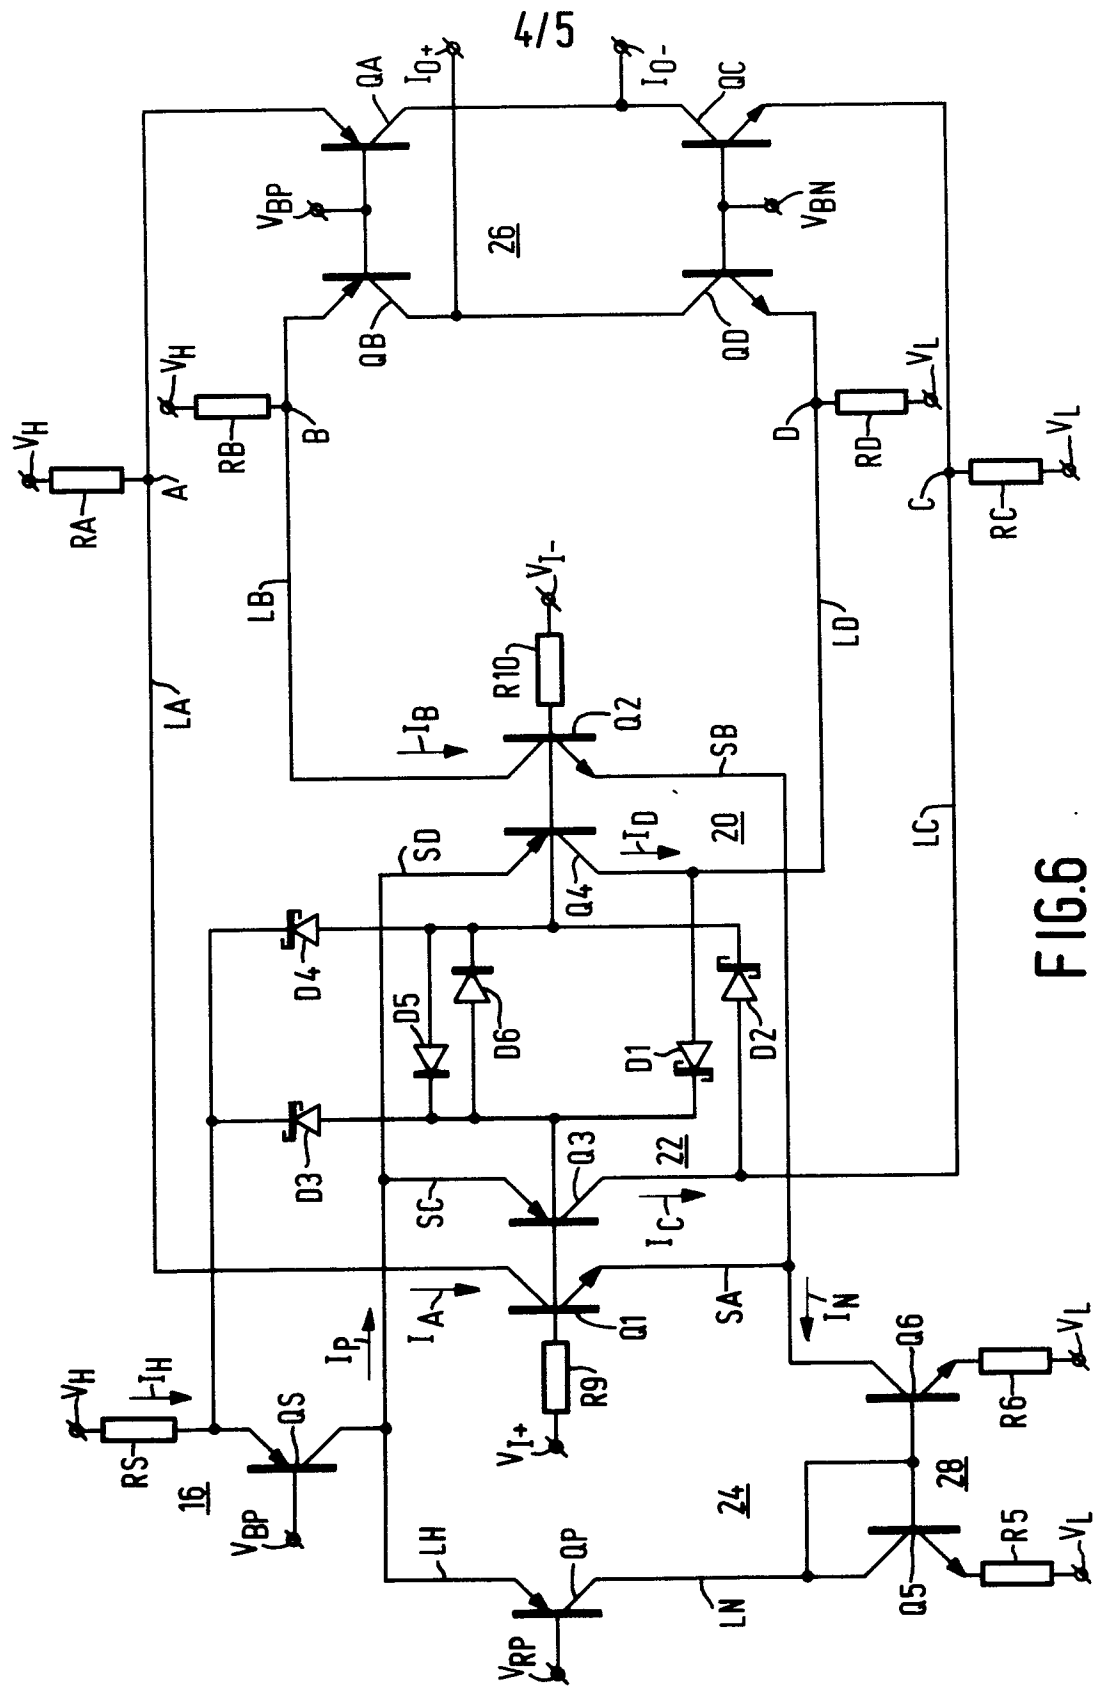 4/5
VH
RS
IH
16
VBP
QS
IP
LH
QP
VRP
LN
24
Q5
R5
VL
28
Q6
R6
VL
IN
VI+
R9
Q1
IA
SA
SC
Q3
IC
22
D3
D4
D5
D6
D1
D2
SD
Q4
ID
20
Q2
IB
SB
R10
VI-
LA
LB
LD
LC
VH
RA
A
VH
RB
B
D
RD
VL
C
RC
VL
VBP
QA
QB
26
IO+
IO-
QC
QD
VBN
FIG.6